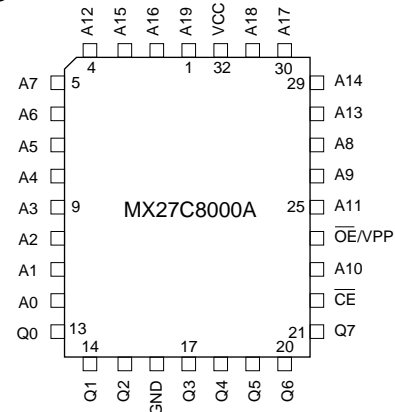 A12 A15 A16 A19 VCC A18 A17
4 1 32 30
A7 5 29 A14
A6 A13
A5 A8
A4 A9
A3 9 MX27C8000A 25 A11
A2 OE/VPP
A1 A10
A0 CE
Q0 13 21 Q7
14 17 20
Q1 Q2 GND Q3 Q4 Q5 Q6